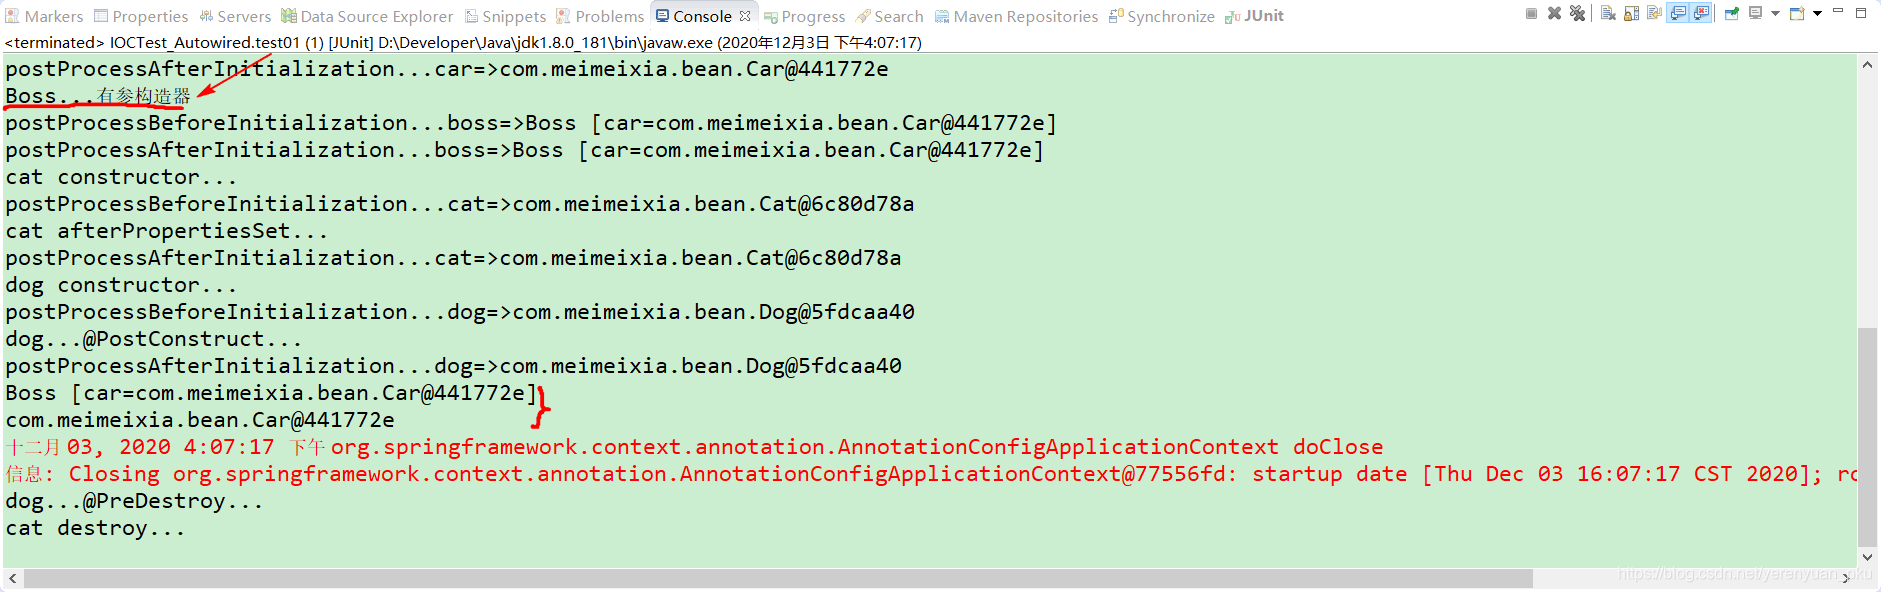 Markers Properties Servers Data Source Explorer Snippets Problems Console Progress Search Maven Repositories Synchronize JUnit
<terminated> IOCTest_Autowired.test01 (1) [JUnit] D:\Developer\Java\jdk1.8.0_181\bin\javaw.exe (2020年12月3日 下午4:07:17)
postProcessAfterInitialization...car=>com.meimeixia.bean.Car@441772e
Boss...有参构造器
postProcessBeforeInitialization...boss=>Boss [car=com.meimeixia.bean.Car@441772e]
postProcessAfterInitialization...boss=>Boss [car=com.meimeixia.bean.Car@441772e]
cat constructor...
postProcessBeforeInitialization...cat=>com.meimeixia.bean.Cat@6c80d78a
cat afterPropertiesSet...
postProcessAfterInitialization...cat=>com.meimeixia.bean.Cat@6c80d78a
dog constructor...
postProcessBeforeInitialization...dog=>com.meimeixia.bean.Dog@5fdcaa40
dog...@PostConstruct...
postProcessAfterInitialization...dog=>com.meimeixia.bean.Dog@5fdcaa40
Boss [car=com.meimeixia.bean.Car@441772e]
com.meimeixia.bean.Car@441772e
十二月 03, 2020 4:07:17 下午 org.springframework.context.annotation.AnnotationConfigApplicationContext doClose
信息: Closing org.springframework.context.annotation.AnnotationConfigApplicationContext@77556fd: startup date [Thu Dec 03 16:07:17 CST 2020]; ro
dog...@PreDestroy...
cat destroy...
https://blog.csdn.net/yerenyuan_pku